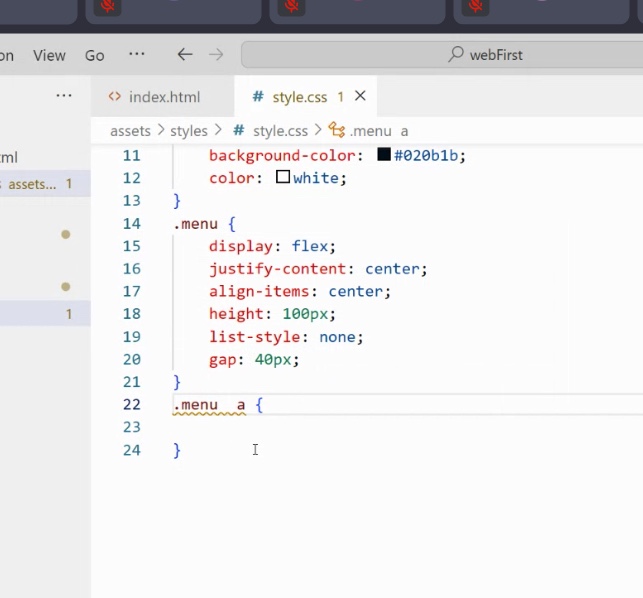 on View Go ··· ← → webFirst
··· <> index.html # style.css 1 ×
assets > styles > # style.css > .menu a
ml
s assets... 1
1
11 background-color: #020b1b;
12 color: white;
13 }
14 .menu {
15 display: flex;
16 justify-content: center;
17 align-items: center;
18 height: 100px;
19 list-style: none;
20 gap: 40px;
21 }
22 .menu  a {
23
24 }